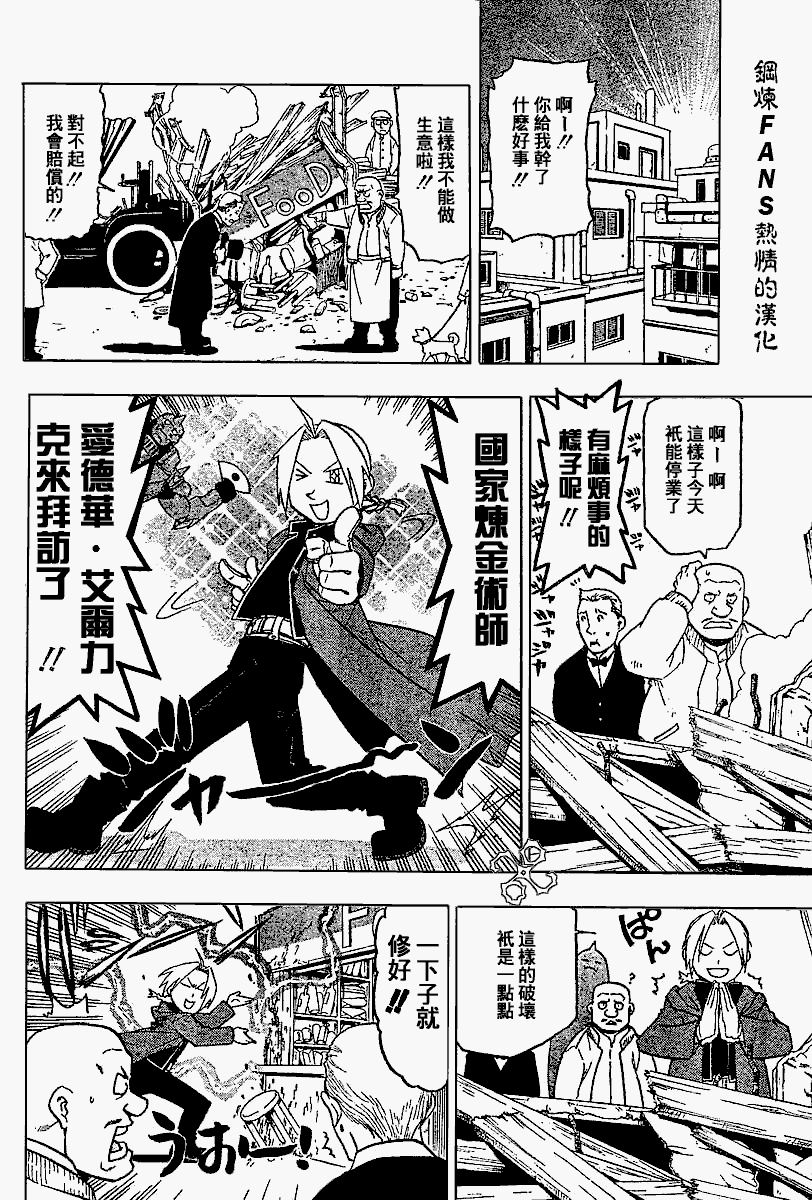 鋼煉FANS熱情的漢化
啊ー!!
你給我幹了
什麼好事!!
這樣我不能做
生意啦!!
FOOD
對不起!!
我會賠償的!!
啊ー啊
這樣子今天
衹能停業了
有麻煩事的
樣子呢!!
國家煉金術師
愛德華·艾爾力
克來拜訪了!!
ヤ
ぱん
這樣的破壞
衹是一點點
一下子就
修好!!
うおー!